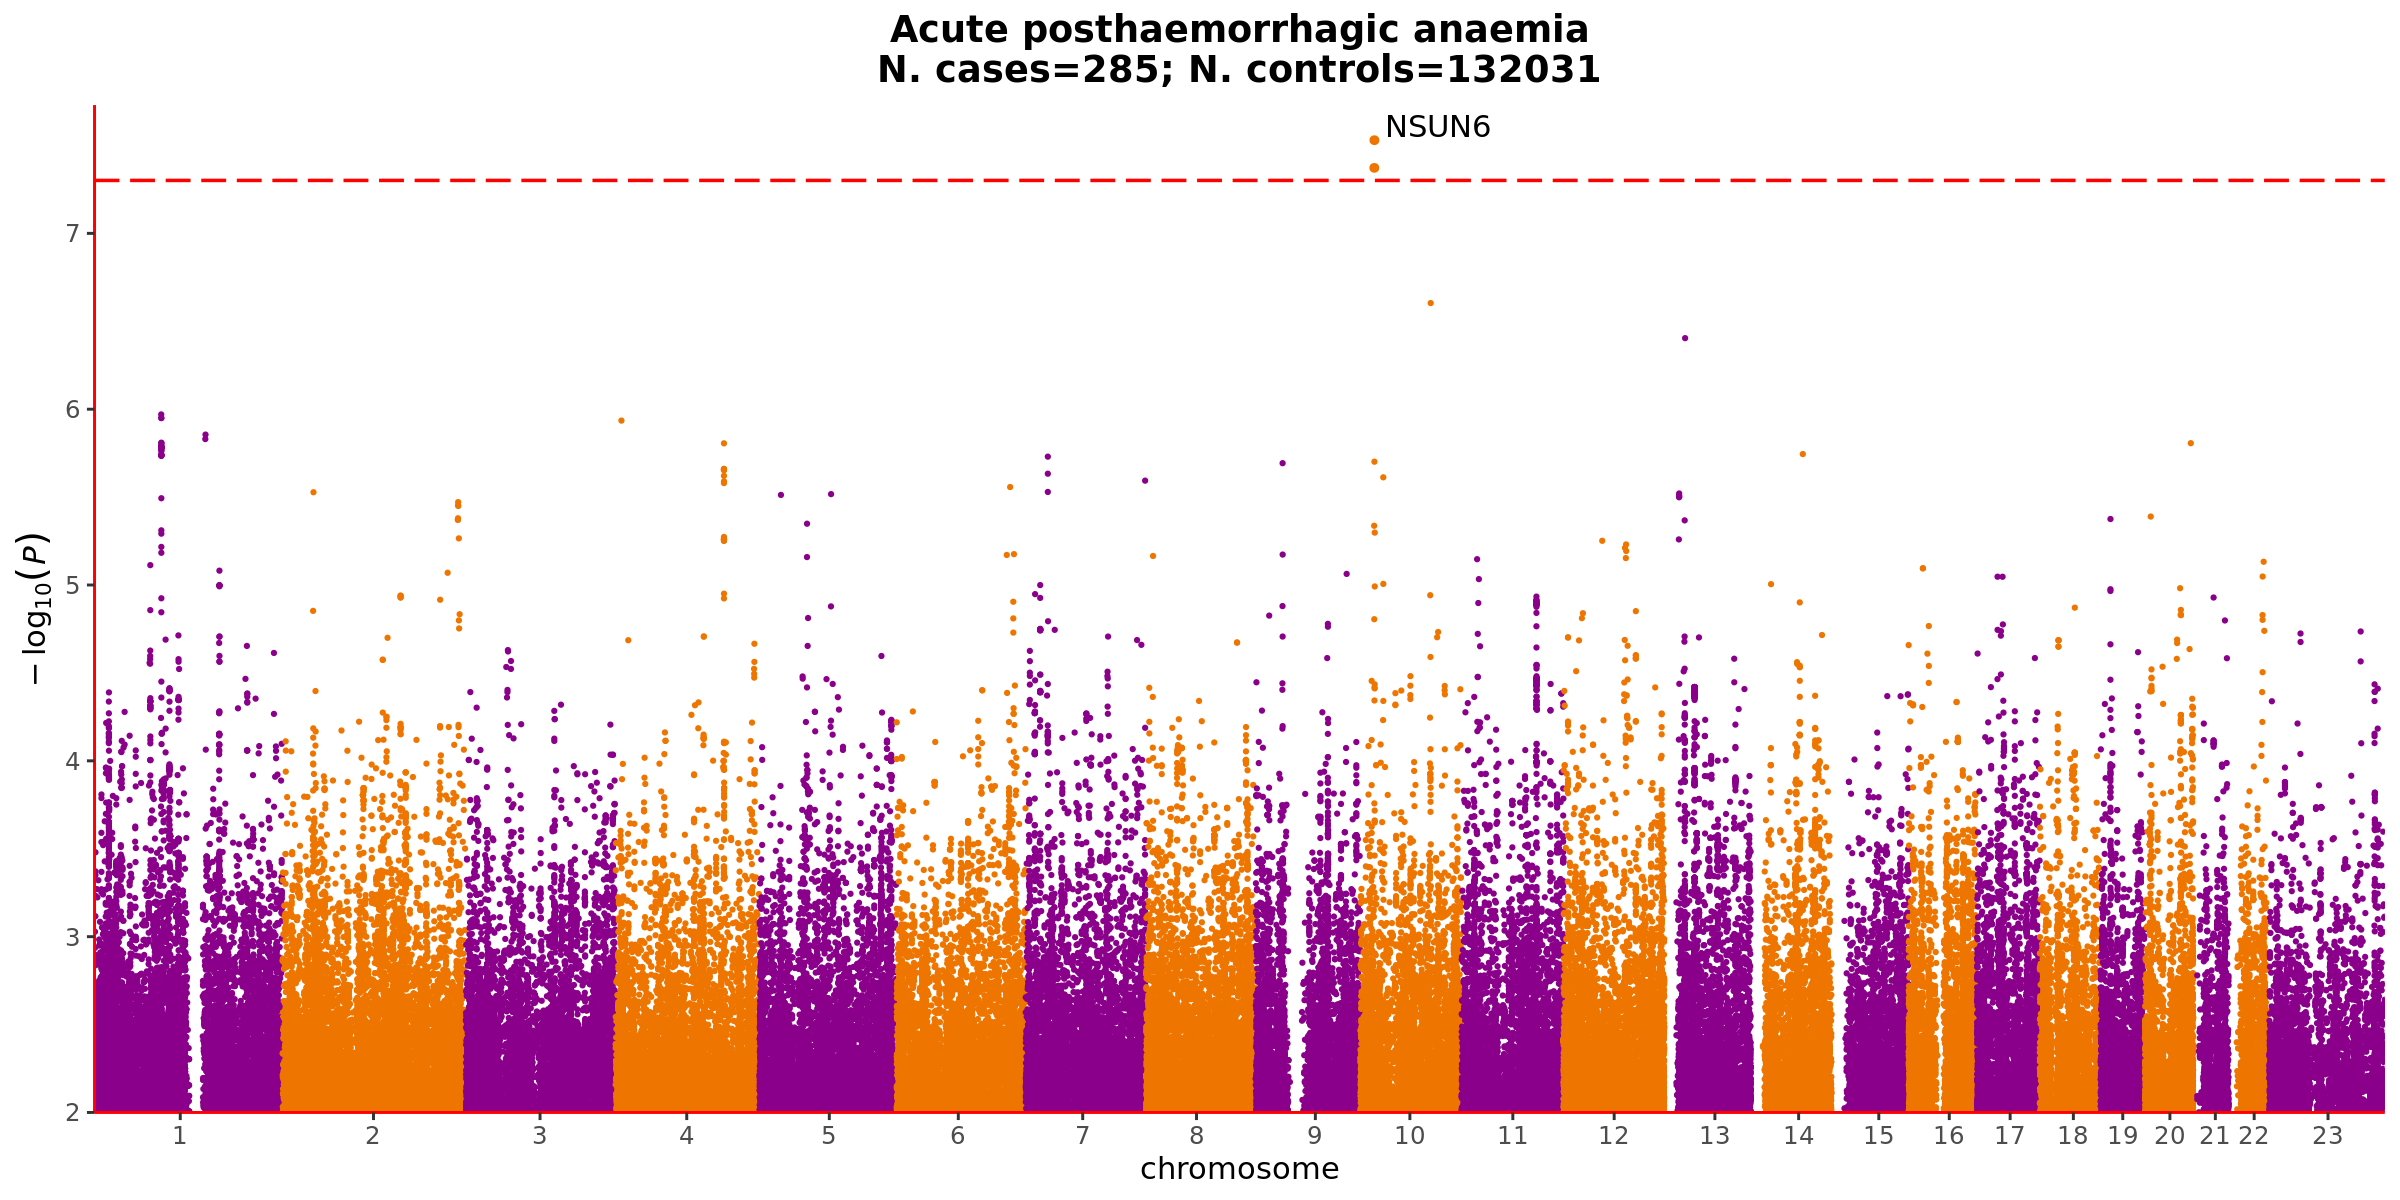 Acute posthaemorrhagic anaemia
N. cases=285; N. controls=132031
NSUN6
7
6
5
4
3
2
− log₁₀(P)
1 2 3 4 5 6 7 8 9 10 11 12 13 14 15 16 17 18 19 20 21 22 23
chromosome